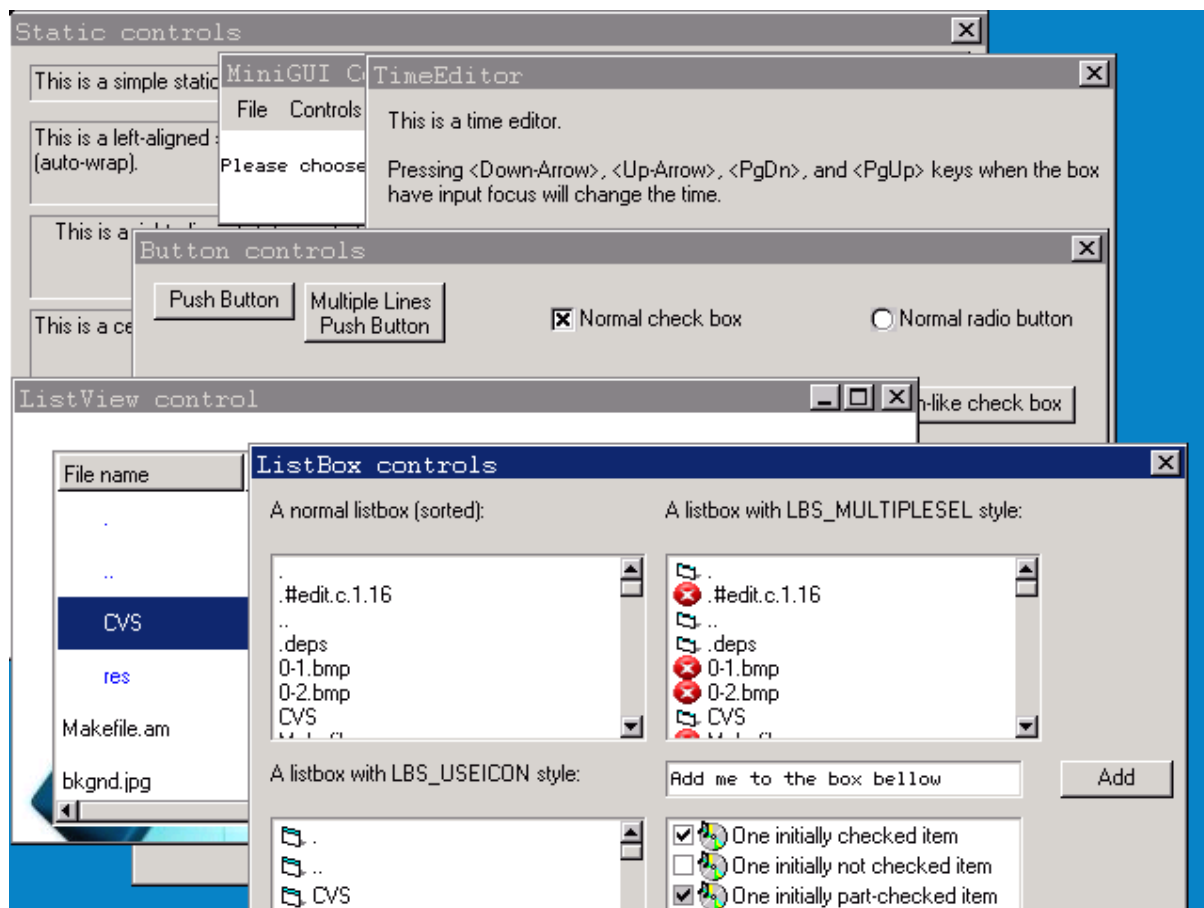 Static controls
This is a simple static
This is a left-aligned
(auto-wrap).
This is a
This is a ce
MiniGUI C
File Controls
Please choose
TimeEditor
This is a time editor.
Pressing <Down-Arrow>, <Up-Arrow>, <PgDn>, and <PgUp> keys when the box
have input focus will change the time.
Button controls
Push Button
Multiple Lines
Push Button
Normal check box
Normal radio button
n-like check box
ListView control
File name
.
..
CVS
res
Makefile.am
bkgnd.jpg
ListBox controls
A normal listbox (sorted):
.
.#edit.c.1.16
..
.deps
0-1.bmp
0-2.bmp
CVS
A listbox with LBS_MULTIPLESEL style:
.
.#edit.c.1.16
..
.deps
0-1.bmp
0-2.bmp
CVS
A listbox with LBS_USEICON style:
.
..
CVS
Add me to the box bellow
Add
One initially checked item
One initially not checked item
One initially part-checked item